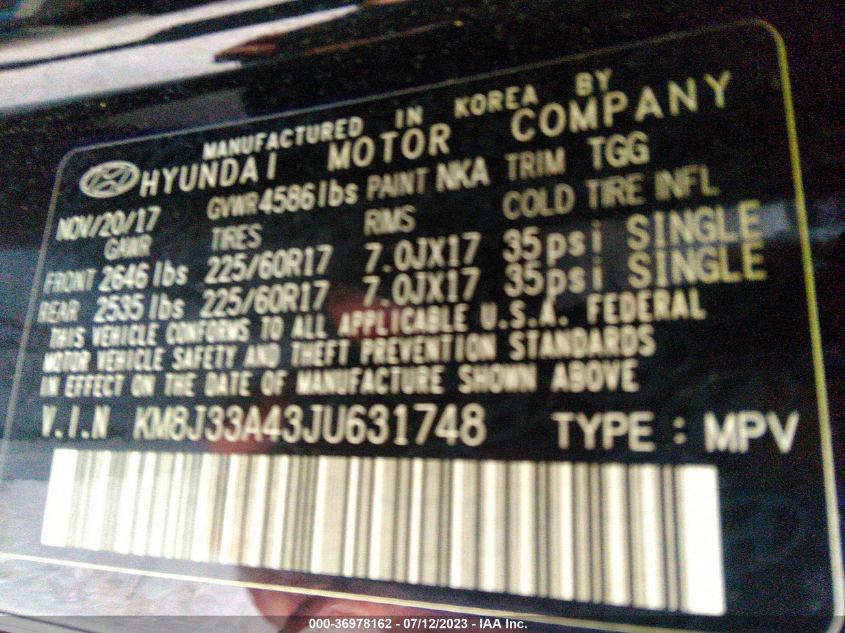 MANUFACTURED IN KOREA BY
HYUNDAI MOTOR COMPANY
NOV/20/17 GVWR 4586 lbs PAINT NKA TRIM TGG
GAWR TIRES RIMS COLD TIRE INFL
FRONT 2646 lbs 225/60R17 7.0JX17 35psi SINGLE
REAR 2535 lbs 225/60R17 7.0JX17 35psi SINGLE
THIS VEHICLE CONFORMS TO ALL APPLICABLE U.S.A. FEDERAL
MOTOR VEHICLE SAFETY AND THEFT PREVENTION STANDARDS
IN EFFECT ON THE DATE OF MANUFACTURE SHOWN ABOVE
V.I.N KM8J33A43JU631748 TYPE : MPV
000-36978162 - 07/12/2023 - IAA Inc.